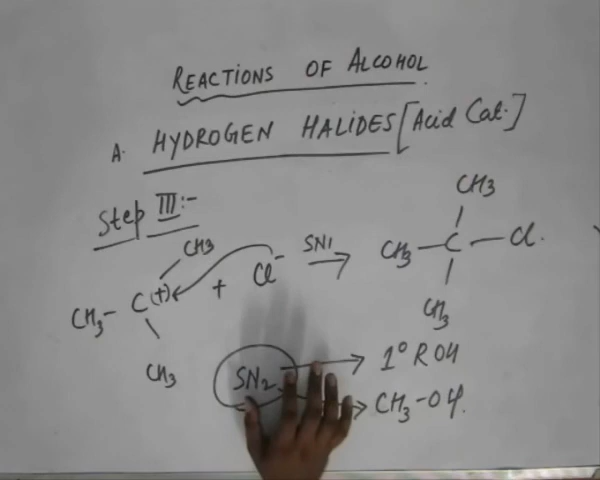 REACTIONS OF ALCOHOL
A. HYDROGEN HALIDES [Acid Cat.]
Step III:-
CH3
CH3
CH3- C(+) + Cl- SN1 CH3 - C - Cl.
CH3
CH3
SN2
1° ROH
CH3-OH.